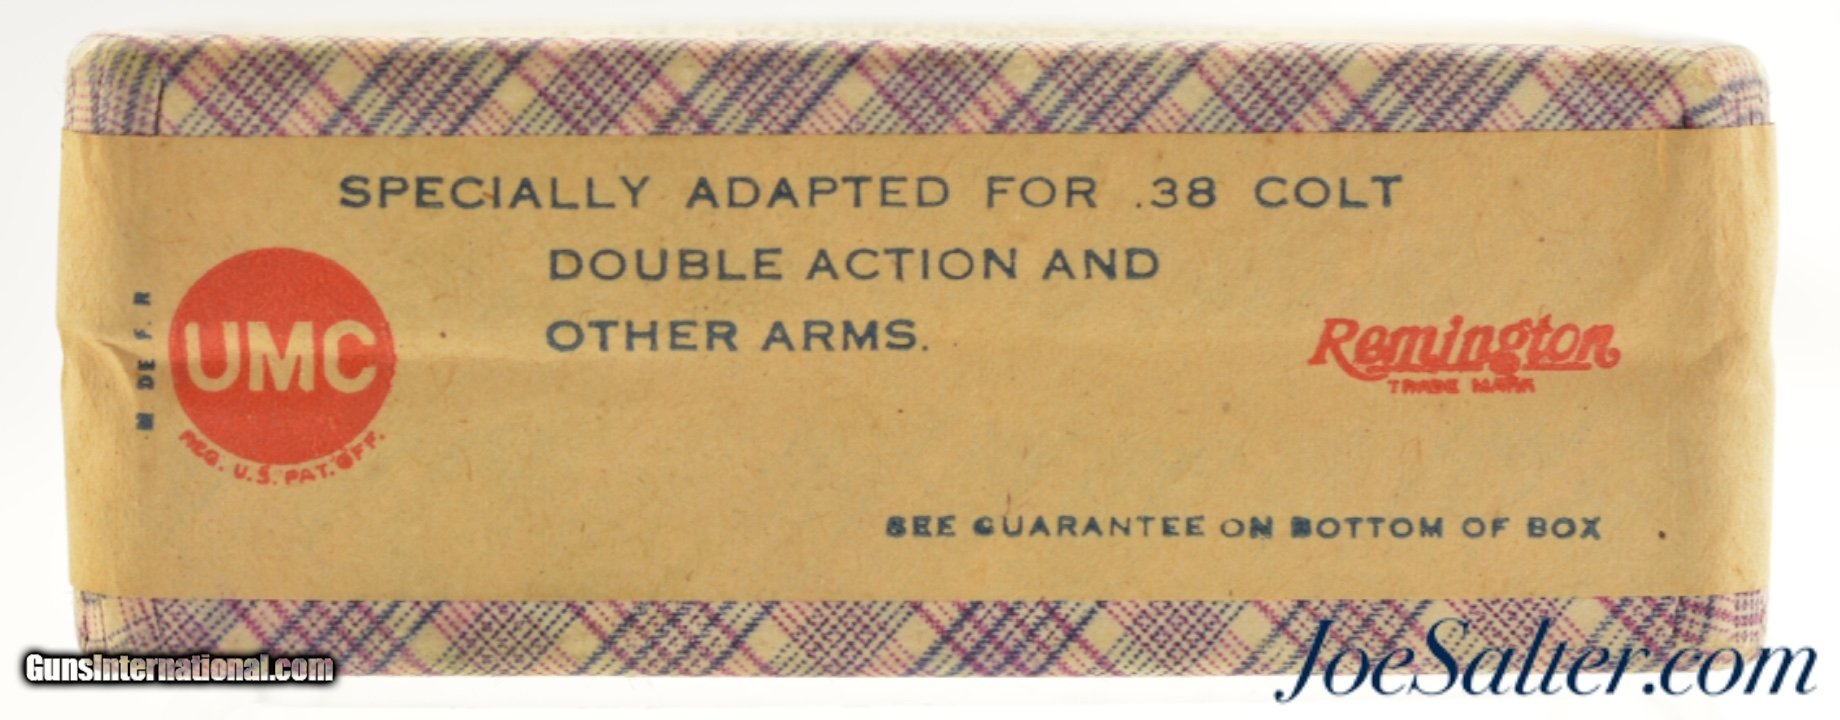 SPECIALLY ADAPTED FOR .38 COLT
DOUBLE ACTION AND
OTHER ARMS.
M DE F. R
UMC
REG. U.S. PAT. OFF.
Remington
TRADE MARK
SEE GUARANTEE ON BOTTOM OF BOX
GunsInternational.com
JoeSalter.com